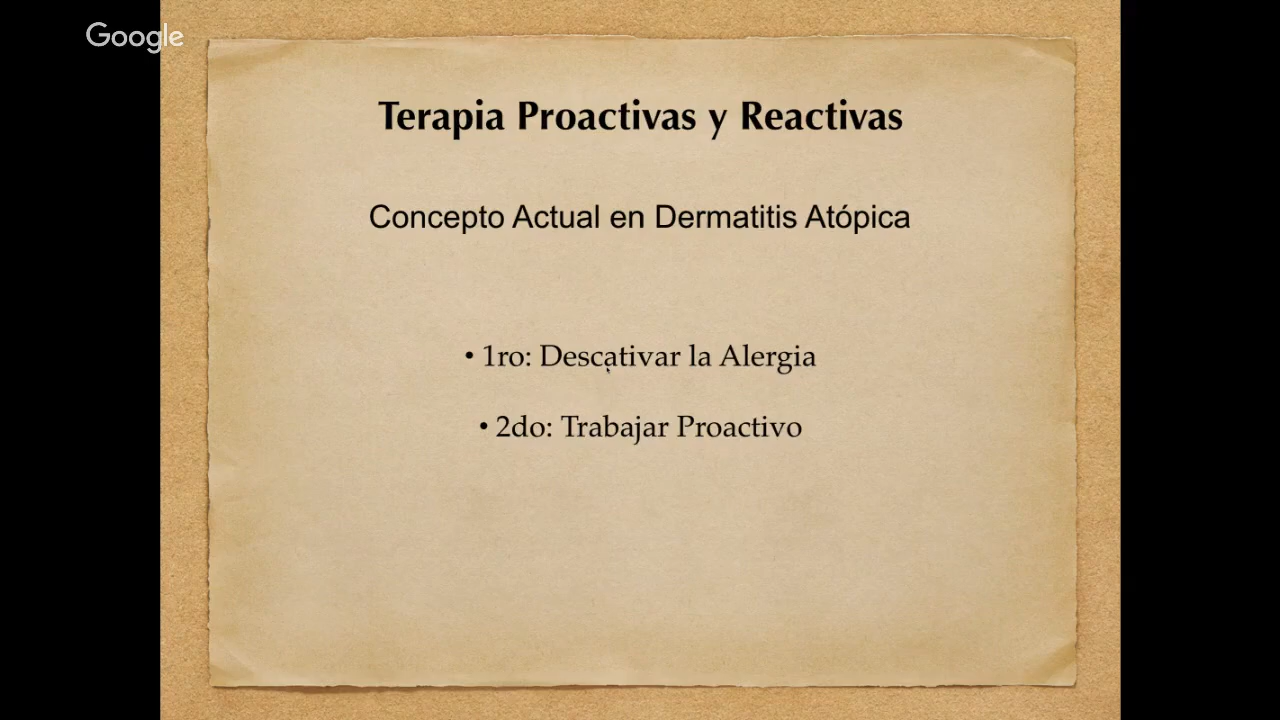 Google
Terapia Proactivas y Reactivas
Concepto Actual en Dermatitis Atópica
• 1ro: Descativar la Alergia
• 2do: Trabajar Proactivo